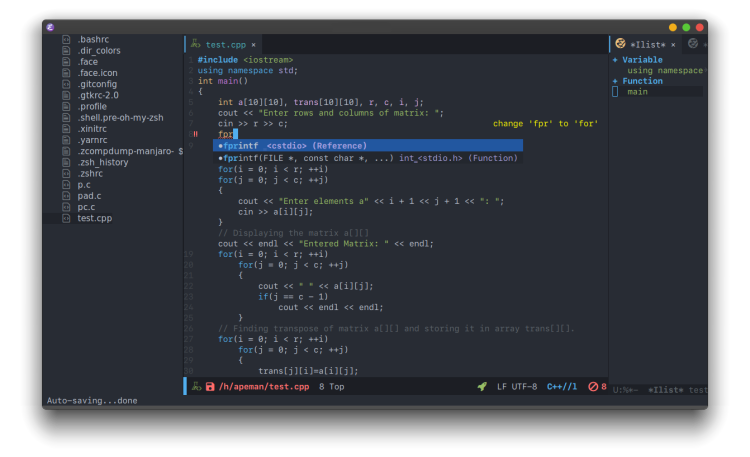 .bashrc
.dir_colors
.face
.face.icon
.gitconfig
.gtkrc-2.0
.profile
.shell.pre-oh-my-zsh
.xinitrc
.yarnrc
.zcompdump-manjaro- $
.zsh_history
.zshrc
p.c
pad.c
pc.c
test.cpp
test.cpp ×
1 #include <iostream>
2 using namespace std;
3 int main()
4 {
5 int a[10][10], trans[10][10], r, c, i, j;
6 cout << "Enter rows and columns of matrix: ";
7 cin >> r >> c; change 'fpr' to 'for'
8 fpr
9 •fprintf _<cstdio> (Reference)
•fprintf(FILE *, const char *, ...) int_<stdio.h> (Function)
for(i = 0; i < r; ++i)
for(j = 0; j < c; ++j)
{
cout << "Enter elements a" << i + 1 << j + 1 << ": ";
cin >> a[i][j];
}
// Displaying the matrix a[][]
cout << endl << "Entered Matrix: " << endl;
19 for(i = 0; i < r; ++i)
20 for(j = 0; j < c; ++j)
21 {
22 cout << " " << a[i][j];
23 if(j == c - 1)
24 cout << endl << endl;
25 }
26 // Finding transpose of matrix a[][] and storing it in array trans[][].
27 for(i = 0; i < r; ++i)
28 for(j = 0; j < c; ++j)
29 {
30 trans[j][i]=a[i][j];
/h/apeman/test.cpp 8 Top LF UTF-8 C++//l 8
*Ilist* ×
+ Variable
using namespace
+ Function
main
U:%*- *Ilist* test
Auto-saving...done